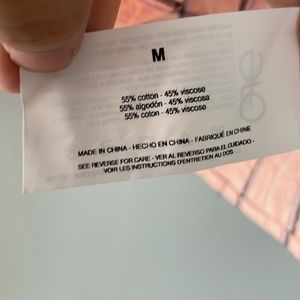 M
55% cotton - 45% viscose
55% algodón - 45% viscosa
55% coton - 45% viscose
MADE IN CHINA - HECHO EN CHINA - FABRIQUÉ EN CHINE
SEE REVERSE FOR CARE - VER AL REVERSO PARA EL CUIDADO -
VOIR LES INSTRUCTIONS D'ENTRETIEN AU DOS